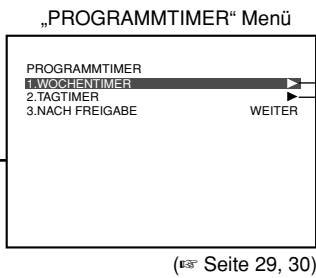 „PROGRAMMTIMER“ Menü
PROGRAMMTIMER
1.WOCHENTIMER
2.TAGTIMER
3.NACH FREIGABE WEITER
(☞ Seite 29, 30)